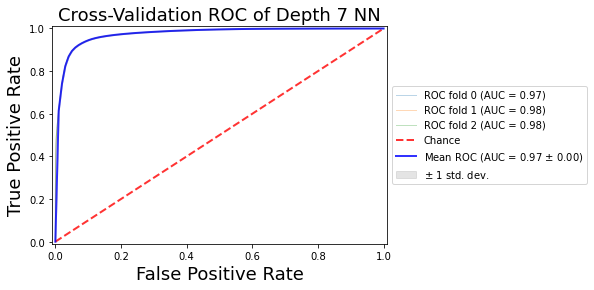 Cross-Validation ROC of Depth 7 NN
True Positive Rate
1.0
0.8
0.6
0.4
0.2
0.0
0.0 0.2 0.4 0.6 0.8 1.0
False Positive Rate
ROC fold 0 (AUC = 0.97)
ROC fold 1 (AUC = 0.98)
ROC fold 2 (AUC = 0.98)
Chance
Mean ROC (AUC = 0.97 ± 0.00)
± 1 std. dev.